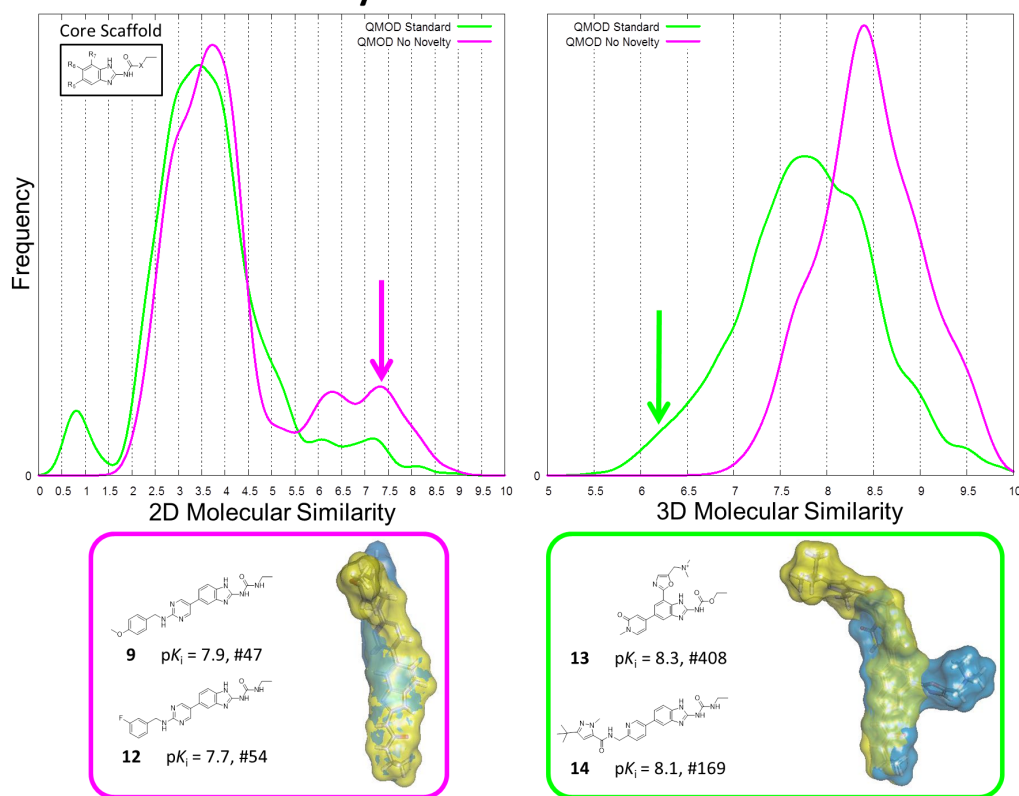 Core Scaffold
R7
R6
R5
H
N
N
NH
O
X
QMOD Standard
QMOD No Novelty
Frequency
0
0 0.5 1 1.5 2 2.5 3 3.5 4 4.5 5 5.5 6 6.5 7 7.5 8 8.5 9 9.5 10
2D Molecular Similarity
QMOD Standard
QMOD No Novelty
0
5 5.5 6 6.5 7 7.5 8 8.5 9 9.5 10
3D Molecular Similarity
9 pKi = 7.9, #47
12 pKi = 7.7, #54
13 pKi = 8.3, #408
14 pKi = 8.1, #169